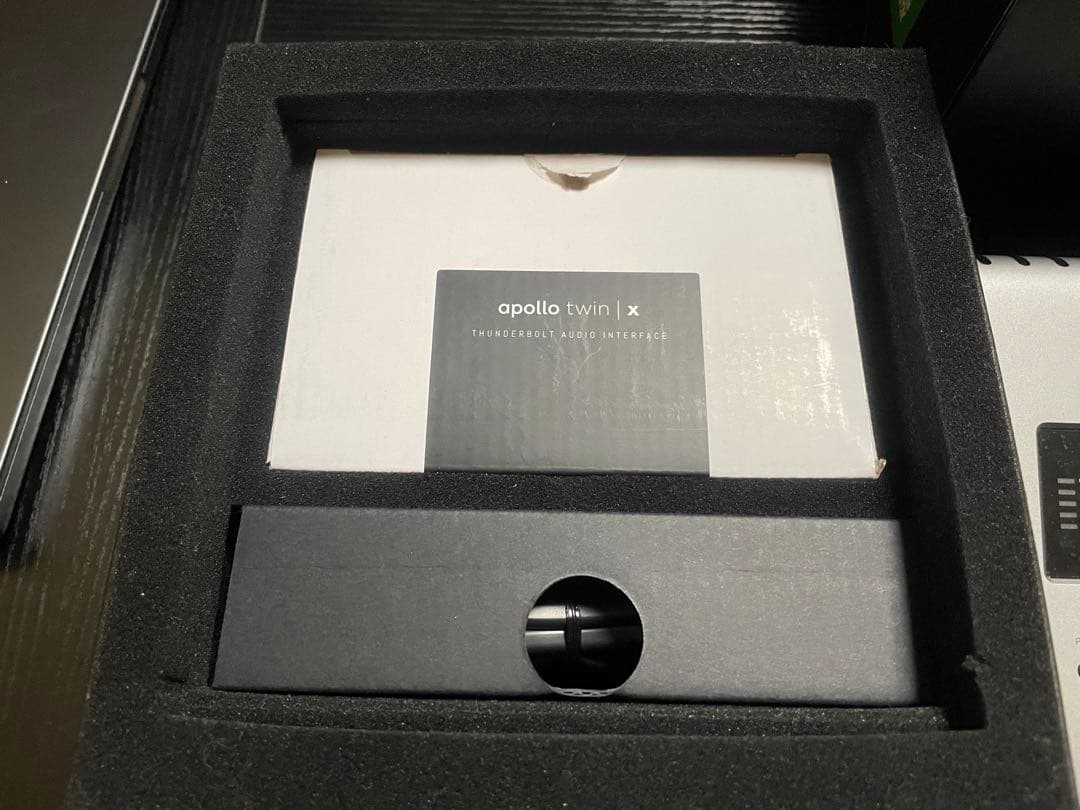 apollo twin | x
THUNDERBOLT AUDIO INTERFACE